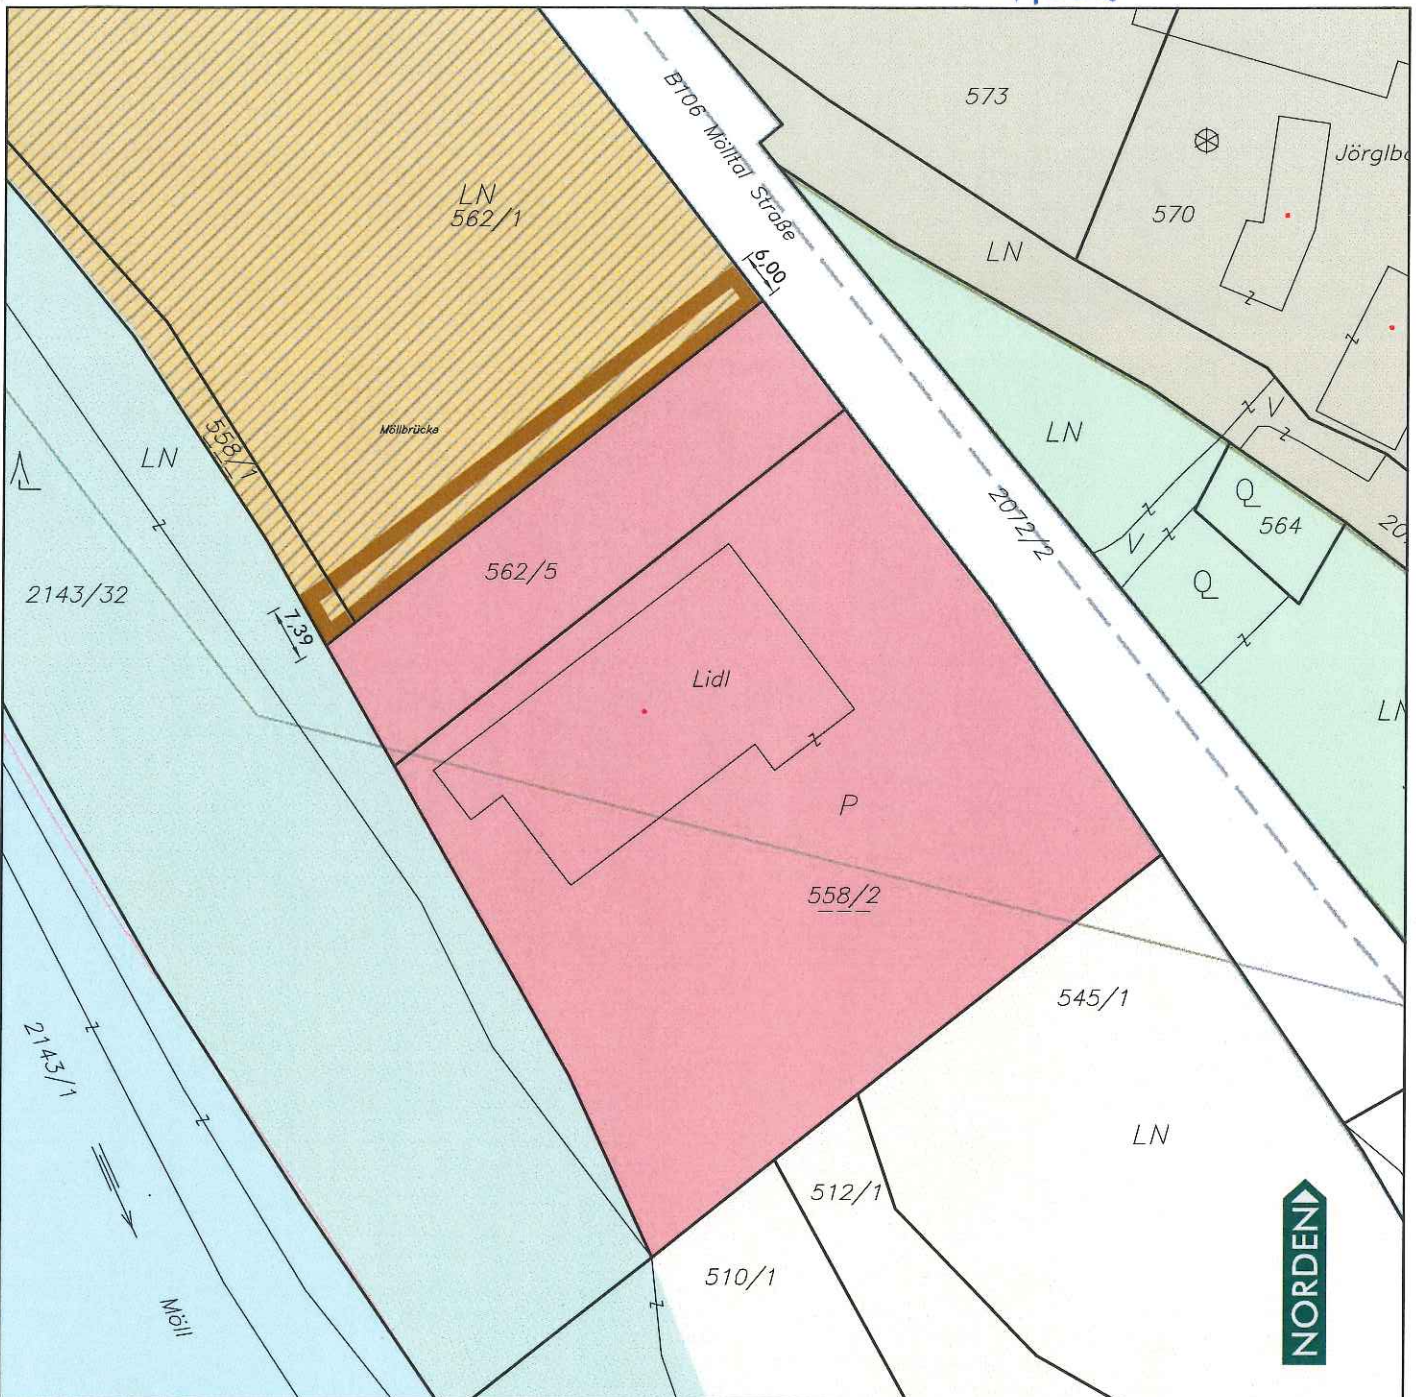 573
Jörglb
B106 Mölltal Straße
LN
562/1
570
LN
6,00
Möllbrücke
LN
558/1
LN
V
Q
564
2072/2
V
562/5
Q
2143/32
7,39
Lidl
LN
P
558/2
545/1
2143/1
LN
512/1
510/1
Möll
NORDEN